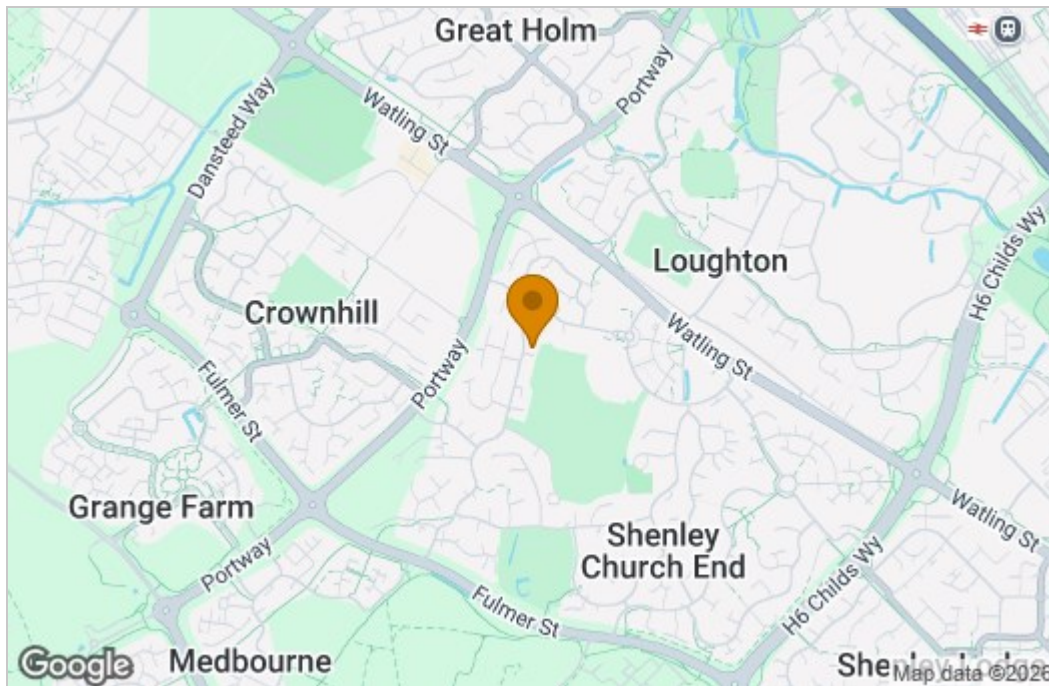 Great Holm
Portway
Watling St
Dansteed Way
Loughton
H6 Childs Wy
Crownhill
Watling St
Portway
Fulmer St
Grange Farm
Shenley
Church End
Watling St
Portway
H6 Childs Wy
Fulmer St
Medbourne
Google
Map data ©2026